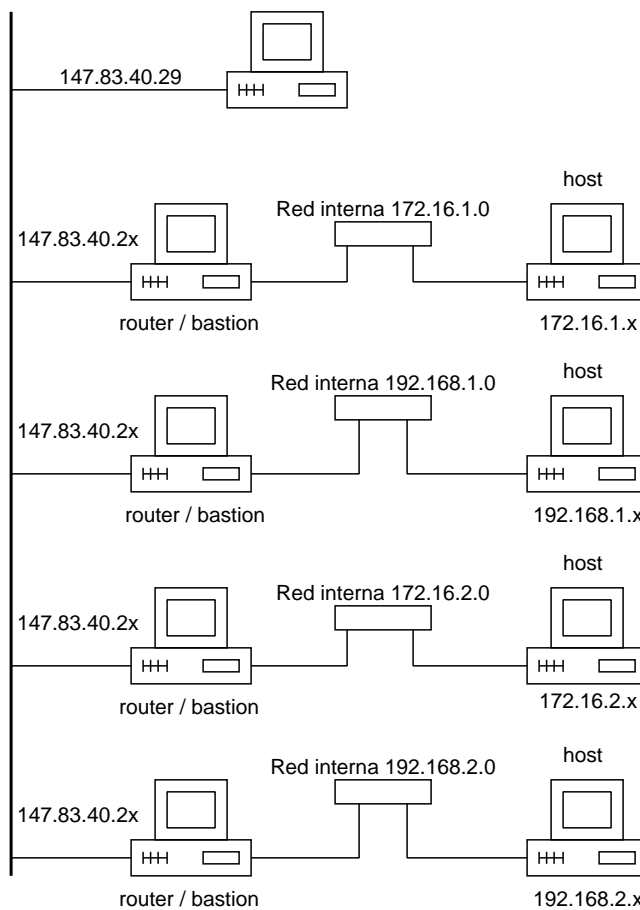 147.83.40.29
host
Red interna 172.16.1.0
147.83.40.2x
router / bastion
172.16.1.x
host
Red interna 192.168.1.0
147.83.40.2x
router / bastion
192.168.1.x
host
Red interna 172.16.2.0
147.83.40.2x
172.16.2.x
router / bastion
host
Red interna 192.168.2.0
147.83.40.2x
router / bastion
192.168.2.x